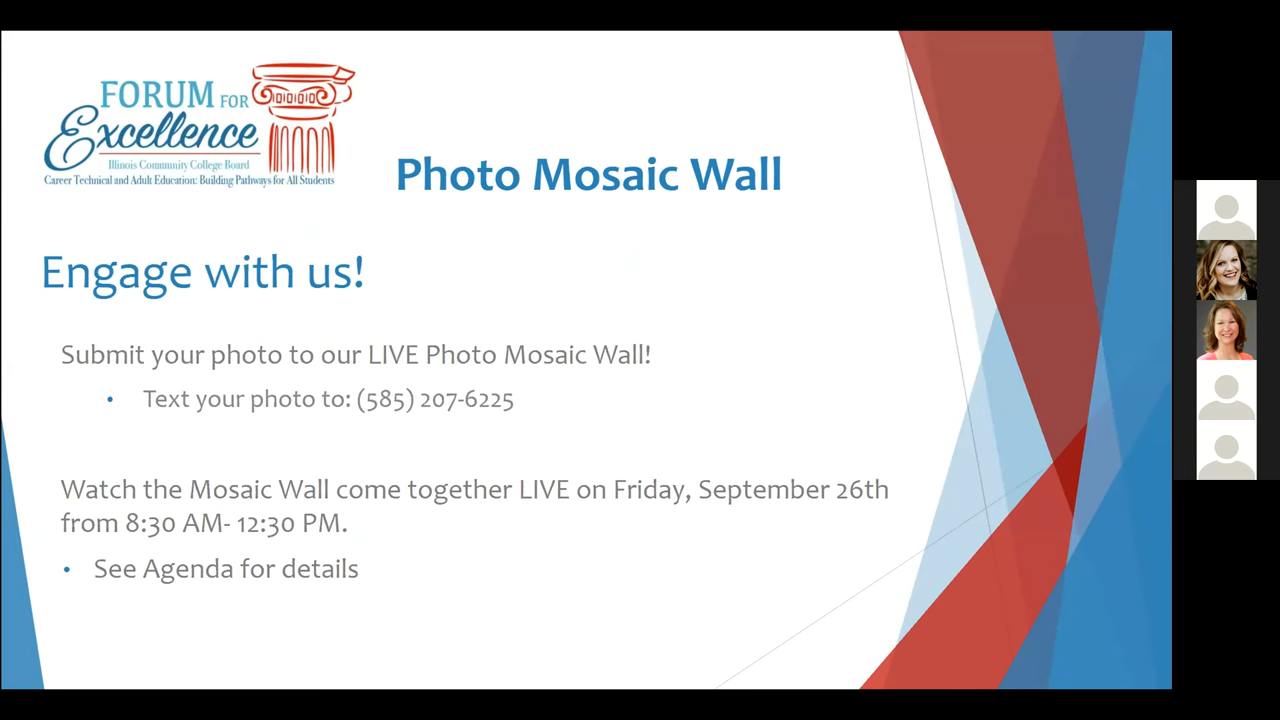 FORUM FOR
Excellence
Illinois Community College Board
Career Technical and Adult Education: Building Pathways for All Students
Photo Mosaic Wall
Engage with us!
Submit your photo to our LIVE Photo Mosaic Wall!
• Text your photo to: (585) 207-6225
Watch the Mosaic Wall come together LIVE on Friday, September 26th
from 8:30 AM- 12:30 PM.
• See Agenda for details